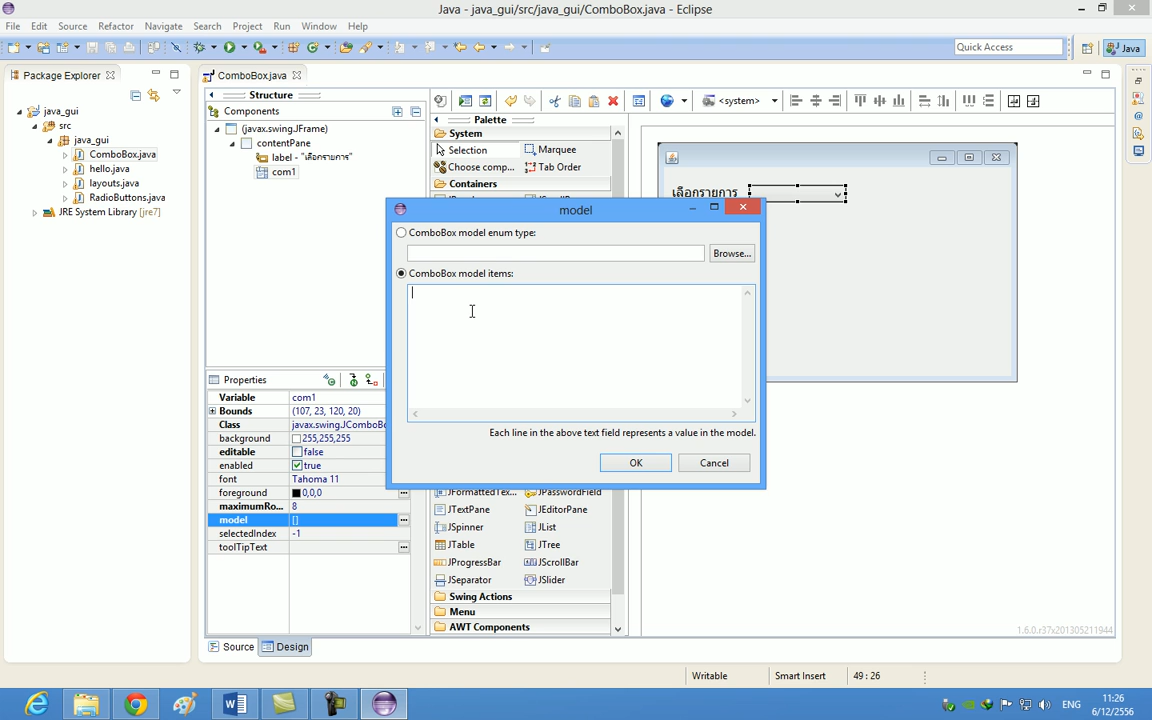 Java - java_gui/src/java_gui/ComboBox.java - Eclipse
File Edit Source Refactor Navigate Search Project Run Window Help
Quick Access
Java
Package Explorer
java_gui
src
java_gui
ComboBox.java
hello.java
layouts.java
RadioButtons.java
JRE System Library [jre7]
ComboBox.java
Structure
Components
(javax.swingJFrame)
contentPane
label - "เลือกรายการ"
com1
Properties
Variable com1
Bounds (107, 23, 120, 20)
Class javax.swing.JComboBo
background 255,255,255
editable false
enabled true
font Tahoma 11
foreground 0,0,0
maximumRo... 8
model []
selectedIndex -1
toolTipText
<system>
Palette
System
Selection Marquee
Choose comp... Tab Order
Containers
JFormattedTex... JPasswordField
JTextPane JEditorPane
JSpinner JList
JTable JTree
JProgressBar JScrollBar
JSeparator JSlider
Swing Actions
Menu
AWT Components
เลือกรายการ
model
ComboBox model enum type:
Browse...
ComboBox model items:
Each line in the above text field represents a value in the model.
OK Cancel
1.6.0.r37x201305211944
Source Design
Writable Smart Insert 49 : 26
ENG
11:26
6/12/2556